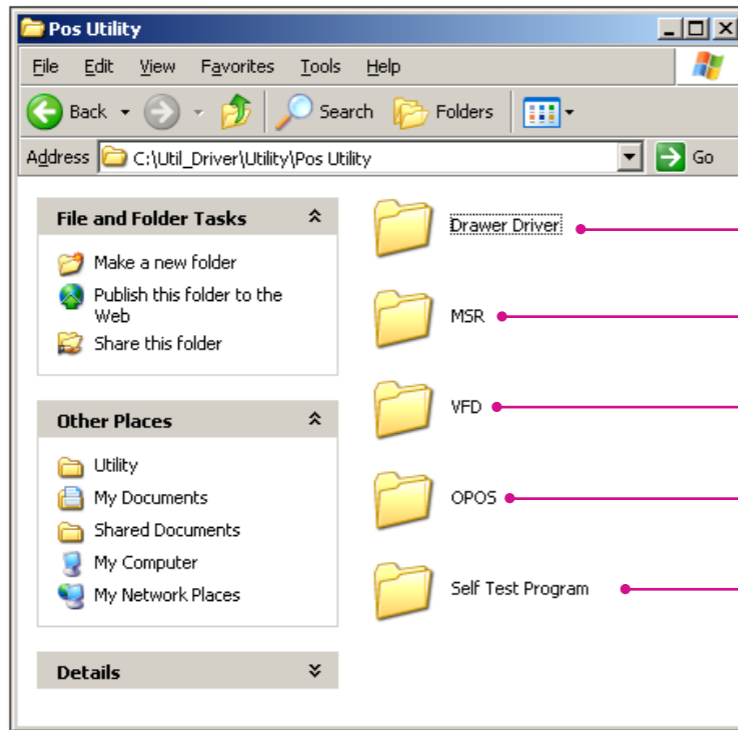 Pos Utility
File Edit View Favorites Tools Help
Back Search Folders
Address C:\Util_Driver\Utility\Pos Utility Go
File and Folder Tasks
Make a new folder
Publish this folder to the
Web
Share this folder
Other Places
Utility
My Documents
Shared Documents
My Computer
My Network Places
Details
Drawer Driver
MSR
VFD
OPOS
Self Test Program